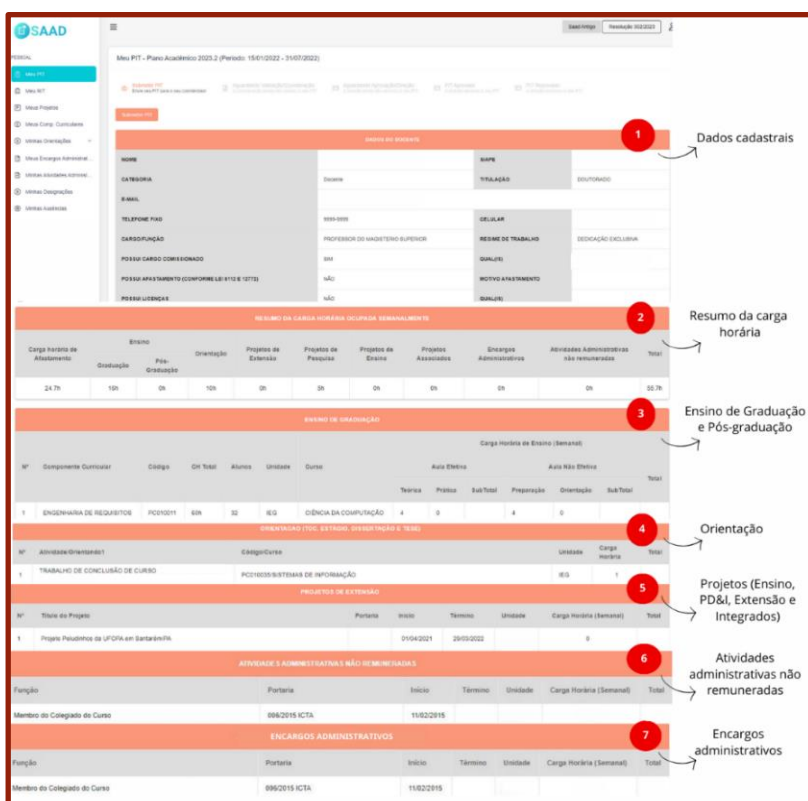 SAAD
Saad Antigo
Resolução 302/2023
PESSOAL
Meu PIT
Meu RIT
Meus Projetos
Meus Comp. Curriculares
Minhas Orientações
Meus Encargos Administrat...
Minhas Atividades Adminis...
Minhas Designações
Minhas Ausências
Meu PIT - Plano Acadêmico 2023.2 (Período: 15/01/2022 - 31/07/2022)
Submeter PIT
DADOS DO DOCENTE
1
Dados cadastrais
NOME
SIAPE
CATEGORIA
Docente
TITULAÇÃO
DOUTORADO
E-MAIL
TELEFONE FIXO
9999-9999
CELULAR
CARGO/FUNÇÃO
PROFESSOR DO MAGISTERIO SUPERIOR
REGIME DE TRABALHO
DEDICAÇÃO EXCLUSIVA
POSSUI CARGO COMISSIONADO
SIM
QUAL(IS)
POSSUI AFASTAMENTO (CONFORME LEI 8112 E 12772)
NÃO
MOTIVO AFASTAMENTO
POSSUI LICENÇAS
NÃO
QUAL(IS)
RESUMO DA CARGA HORÁRIA OCUPADA SEMANALMENTE
2
Resumo da carga
horária
Carga horária de
Afastamento
Ensino
Graduação
Pós-
Graduação
Orientação
Projetos de
Extensão
Projetos de
Pesquisa
Projetos de
Ensino
Projetos
Associados
Encargos
Administrativos
Atividades Administrativas
não remuneradas
Total
24.7h
0h
10h
0h
0h
0h
0h
0h
55.7h
ENSINO DE GRADUAÇÃO
3
Ensino de Graduação
e Pós-graduação
Carga Horária de Ensino (Semanal)
Nº
Componente Curricular
Código
CH Total
Alunos
Unidade
Curso
Aula Efetiva
Aula Não Efetiva
Total
Teórica
Prática
SubTotal
Preparação
Orientação
SubTotal
1
ENGENHARIA DE REQUISITOS
PC010011
60h
32
IEG
CIÊNCIA DA COMPUTAÇÃO
4
0
4
0
ORIENTAÇÃO (TCC, ESTÁGIO, DISSERTAÇÃO E TESE)
4
Orientação
Nº
Atividade/Orientando1
Código/Curso
Unidade
Carga
Horária
Total
1
TRABALHO DE CONCLUSÃO DE CURSO
PC010035/SISTEMAS DE INFORMAÇÃO
IEG
1
PROJETOS DE EXTENSÃO
5
Projetos (Ensino,
PD&I, Extensão e
Integrados)
Nº
Título do Projeto
Portaria
Início
Término
Unidade
Carga Horária (Semanal)
Total
1
Projeto Peludinhos da UFOPA em Santarém/PA
01/04/2021
0
ATIVIDADES ADMINISTRATIVAS NÃO REMUNERADAS
6
Atividades
administrativas não
remuneradas
Função
Portaria
Início
Término
Unidade
Carga Horária (Semanal)
Total
Membro do Colegiado do Curso
096/2015 ICTA
11/02/2015
ENCARGOS ADMINISTRATIVOS
7
Encargos
administrativos
Função
Portaria
Início
Término
Unidade
Carga Horária (Semanal)
Total
Membro do Colegiado do Curso
096/2015 ICTA
11/02/2015